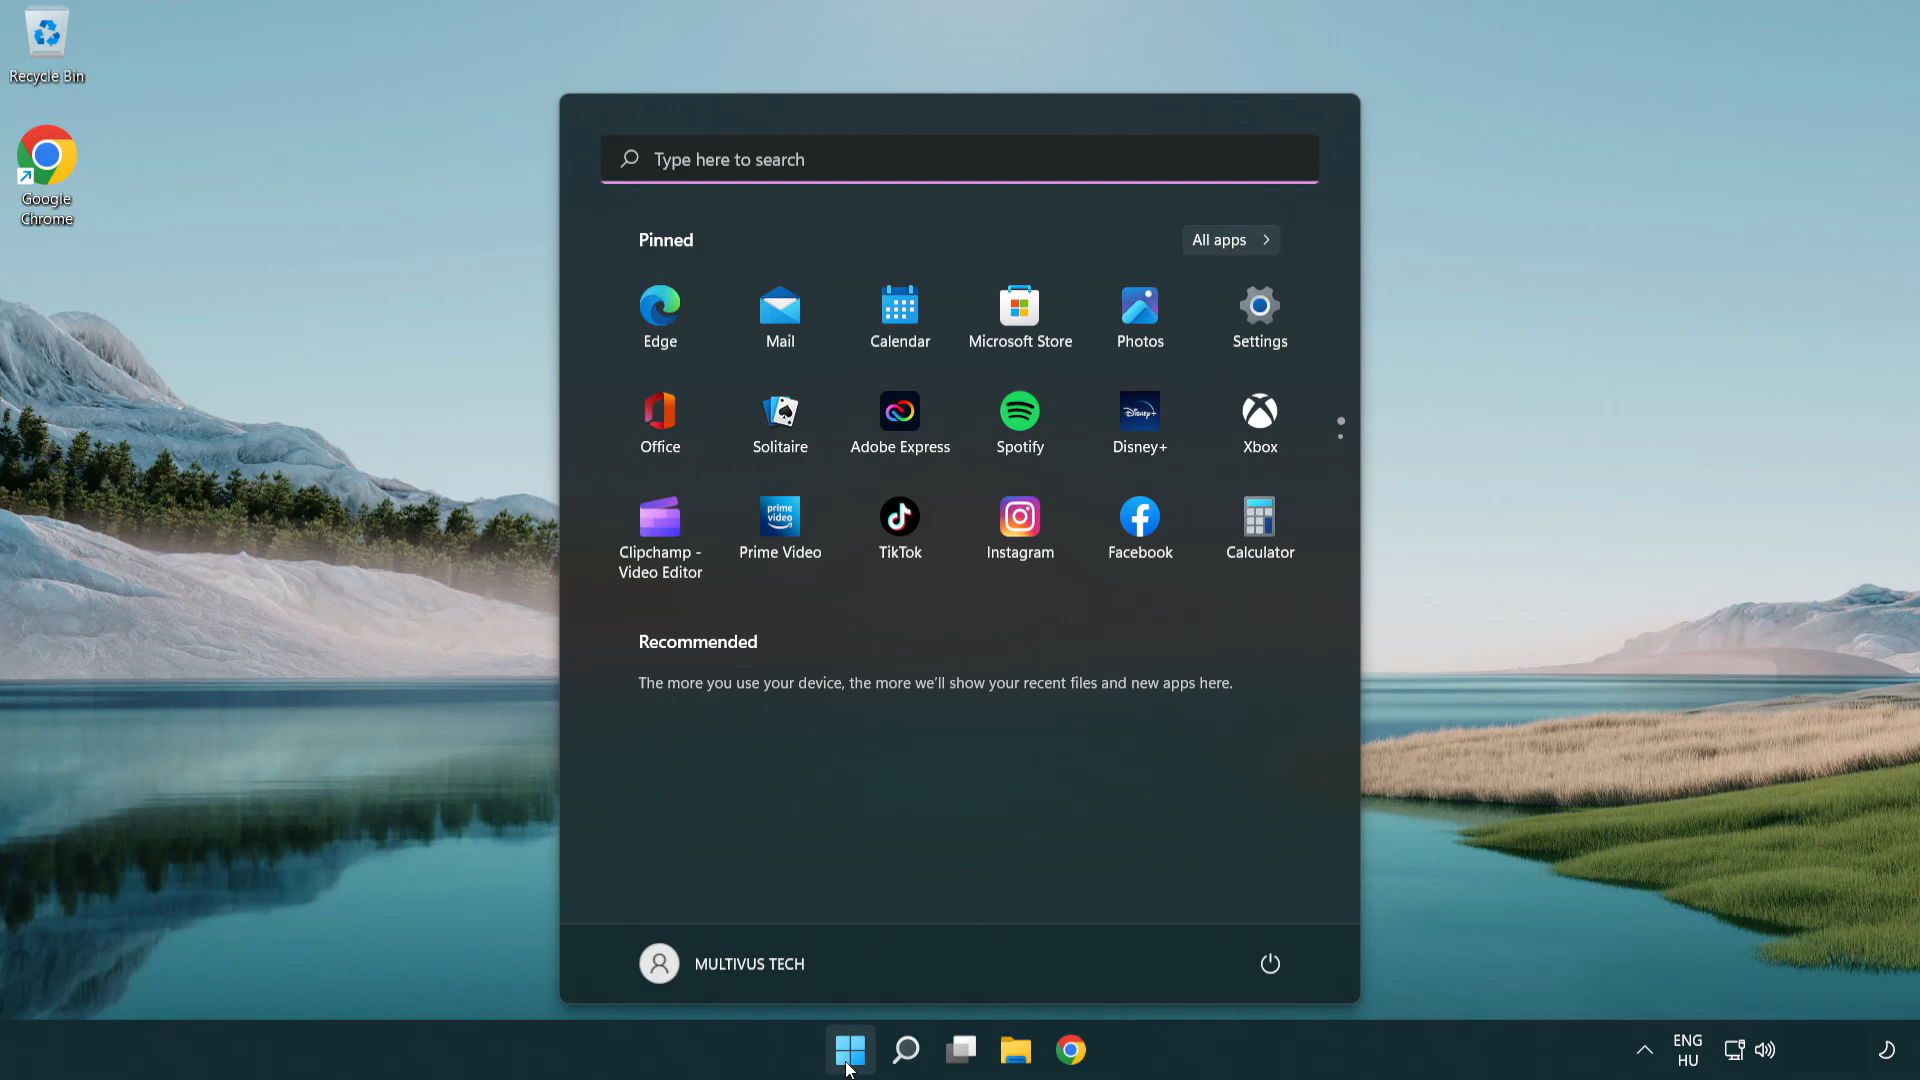 Recycle Bin
Google
Chrome
Type here to search
Pinned
All apps
Edge
Mail
Calendar
Microsoft Store
Photos
Settings
Office
Solitaire
Adobe Express
Spotify
Disney+
Disney+
Xbox
prime
video
Clipchamp -
Video Editor
Prime Video
TikTok
Instagram
Facebook
Calculator
Recommended
The more you use your device, the more we’ll show your recent files and new apps here.
MULTIVUS TECH
ENG
HU